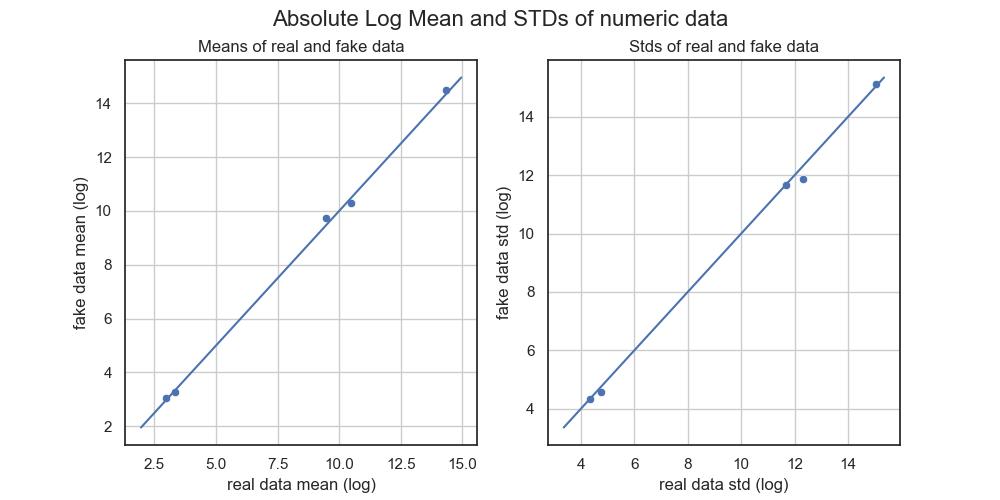 Absolute Log Mean and STDs of numeric data
Means of real and fake data
fake data mean (log)
14
12
10
8
6
4
2
2.5 5.0 7.5 10.0 12.5 15.0
real data mean (log)
Stds of real and fake data
fake data std (log)
14
12
10
8
6
4
4 6 8 10 12 14
real data std (log)